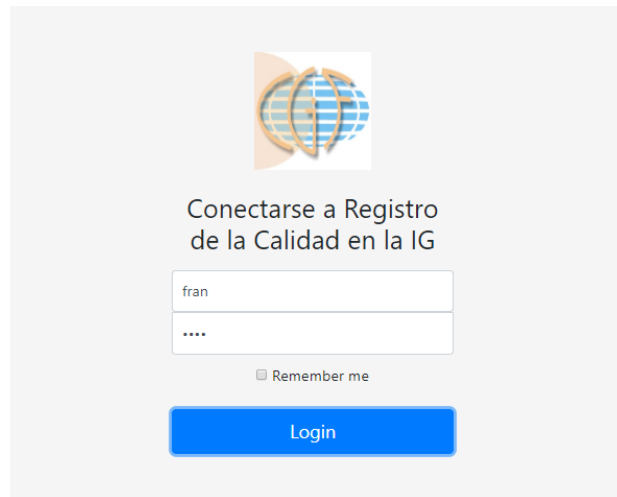 Conectarse a Registro
de la Calidad en la IG
fran
....
Remember me
Login